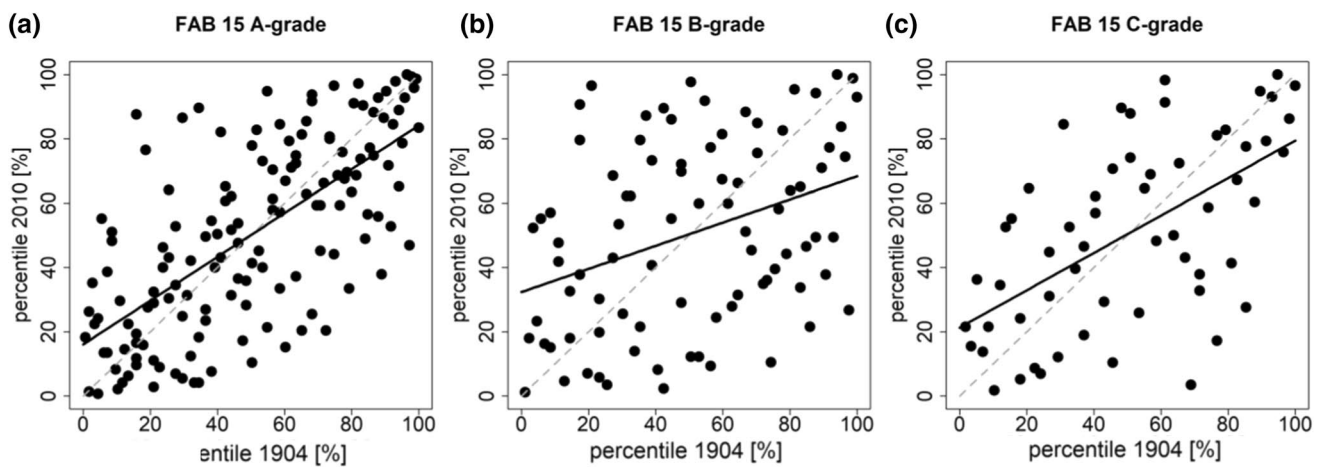 (a) FAB 15 A-grade
percentile 2010 [%]
100
80
60
40
20
0
0 20 40 60 80 100
entile 1904 [%]
(b) FAB 15 B-grade
percentile 2010 [%]
100
80
60
40
20
0
0 20 40 60 80 100
percentile 1904 [%]
(c) FAB 15 C-grade
percentile 2010 [%]
100
80
60
40
20
0
0 20 40 60 80 100
percentile 1904 [%]